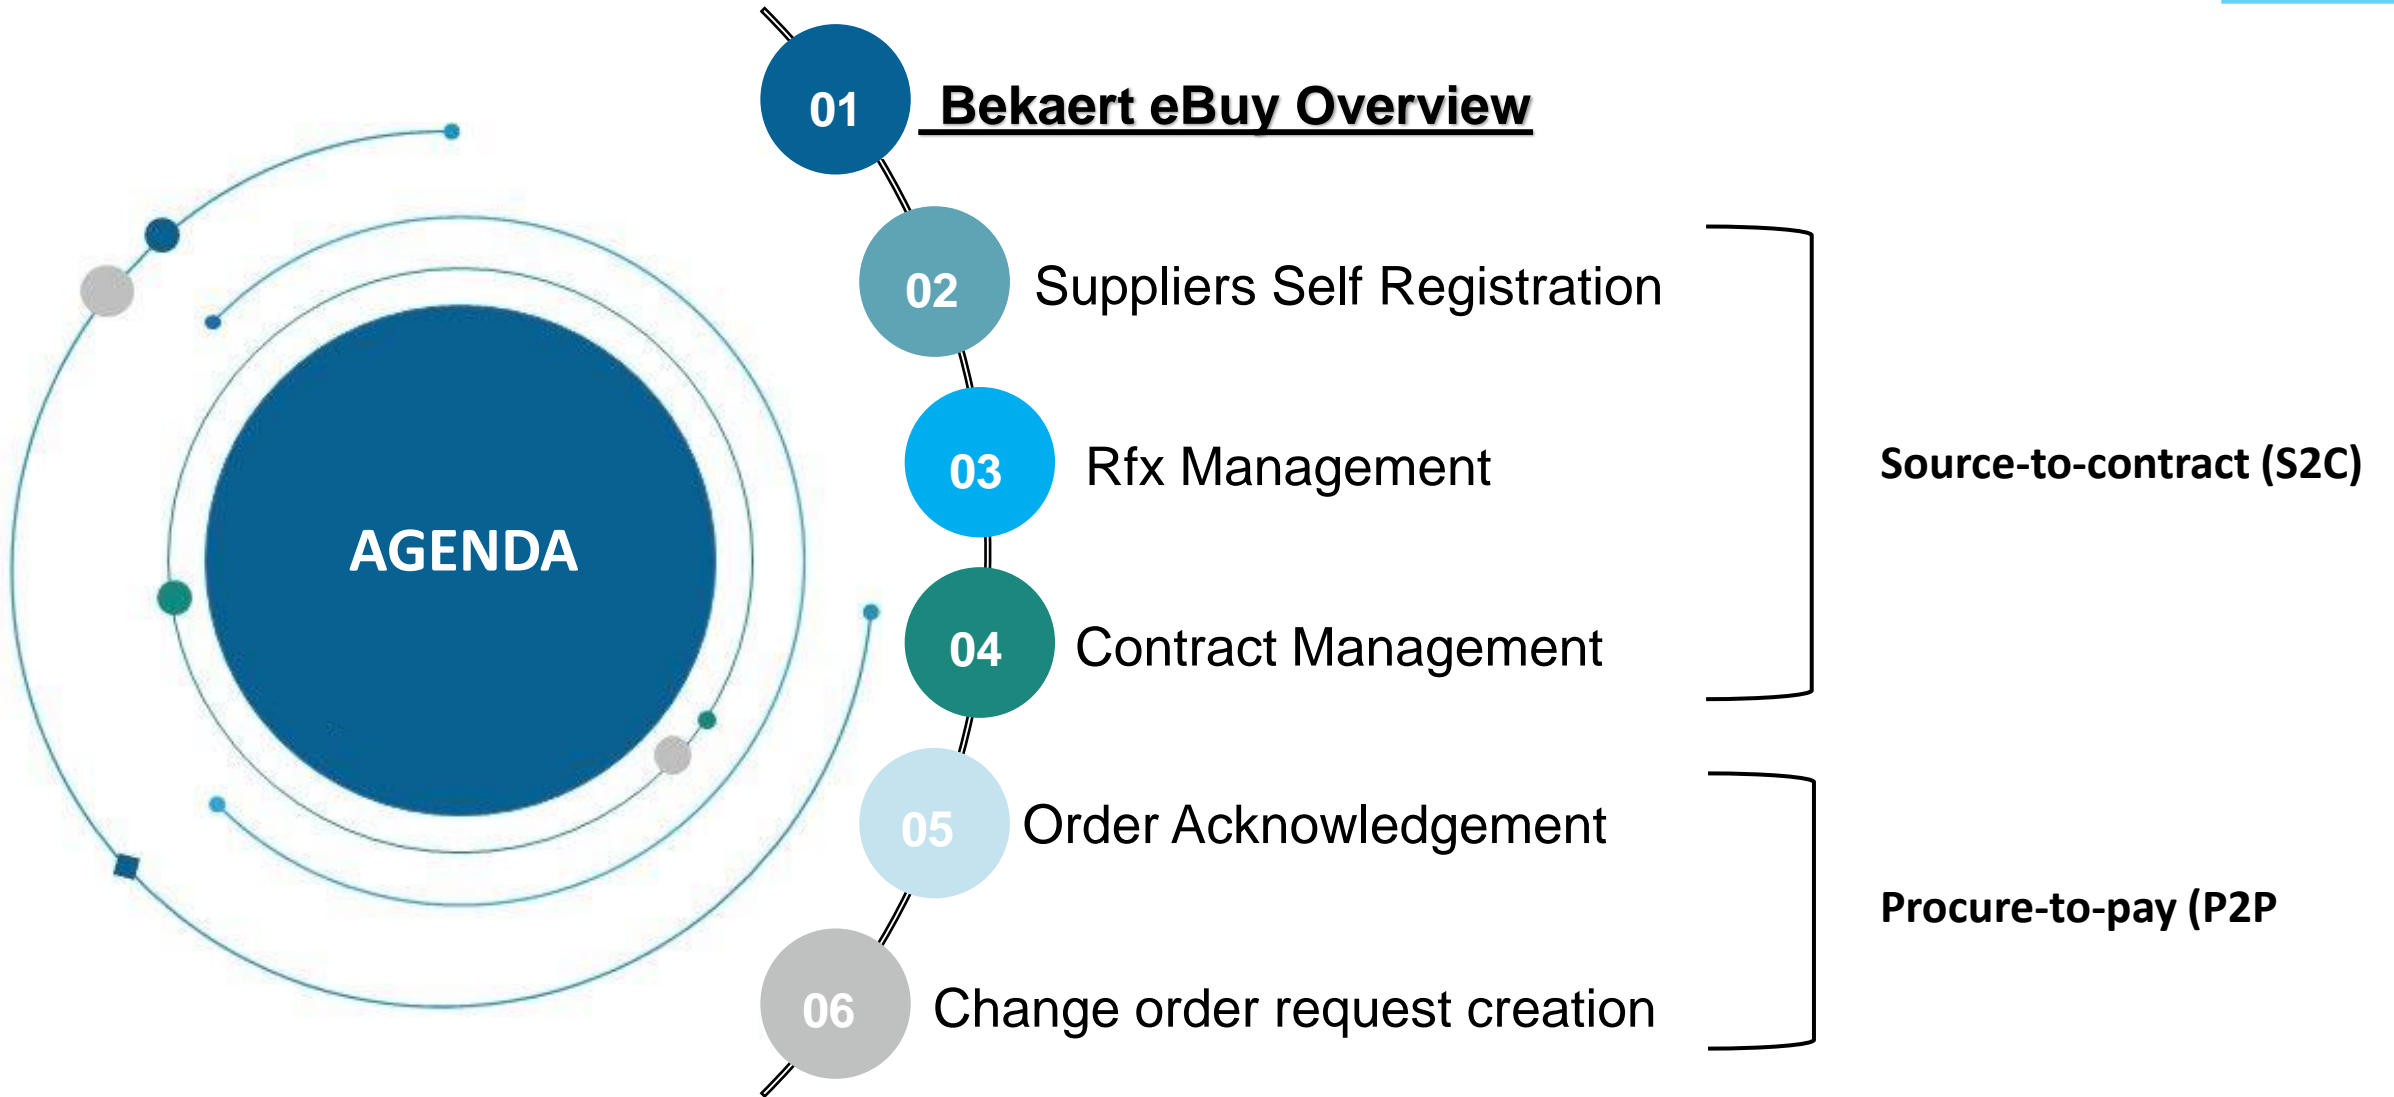 AGENDA
01
Bekaert eBuy Overview
02
Suppliers Self Registration
03
Rfx Management
04
Contract Management
Source-to-contract (S2C)
05
Order Acknowledgement
06
Change order request creation
Procure-to-pay (P2P